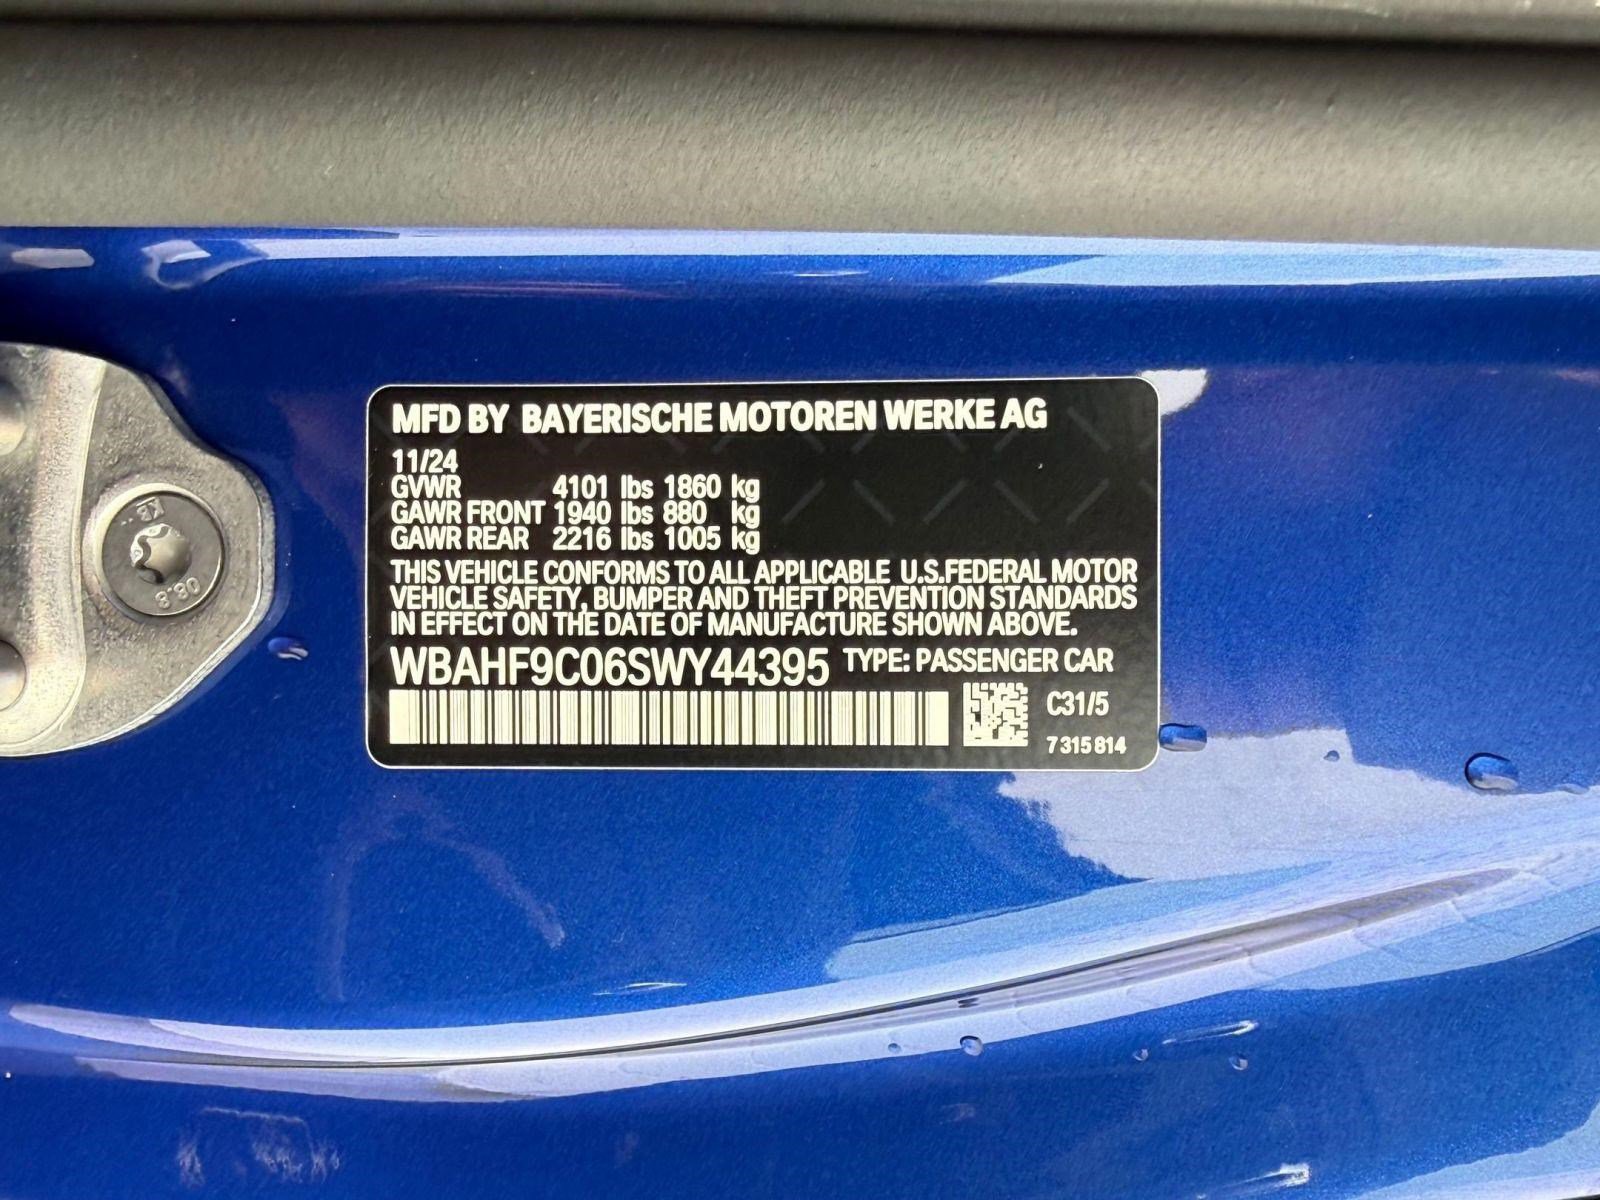 MFD BY BAYERISCHE MOTOREN WERKE AG
11/24
GVWR 4101 lbs 1860 kg
GAWR FRONT 1940 lbs 880 kg
GAWR REAR 2216 lbs 1005 kg
THIS VEHICLE CONFORMS TO ALL APPLICABLE U.S.FEDERAL MOTOR
VEHICLE SAFETY, BUMPER AND THEFT PREVENTION STANDARDS
IN EFFECT ON THE DATE OF MANUFACTURE SHOWN ABOVE.
WBAHF9C06SWY44395 TYPE: PASSENGER CAR
C31/5
7 315 814
KB
08.8